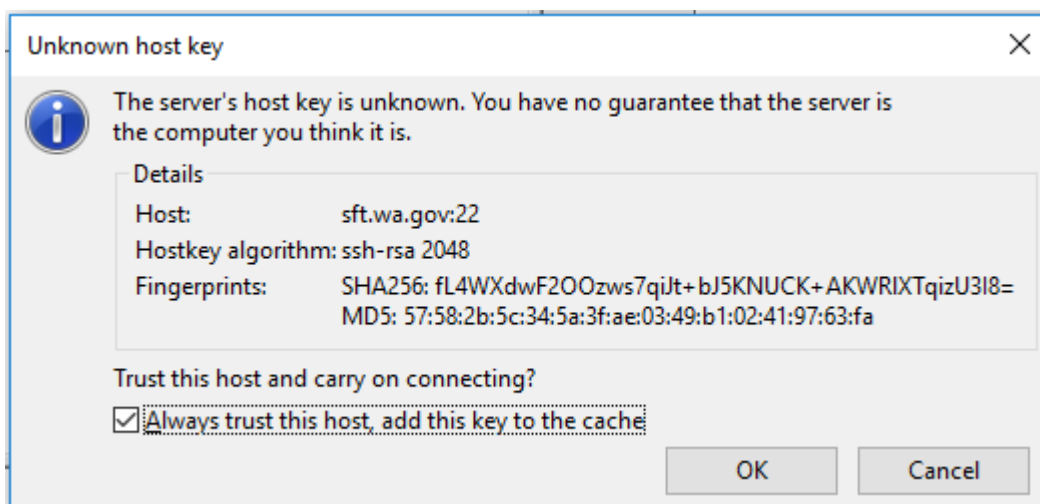 Unknown host key
The server's host key is unknown. You have no guarantee that the server is
the computer you think it is.
Details
Host: sft.wa.gov:22
Hostkey algorithm: ssh-rsa 2048
Fingerprints: SHA256: fL4WXdwF2OOzws7qiJt+bJ5KNUCK+AKWRIXTqizU3I8=
MD5: 57:58:2b:5c:34:5a:3f:ae:03:49:b1:02:41:97:63:fa
Trust this host and carry on connecting?
Always trust this host, add this key to the cache
OK Cancel